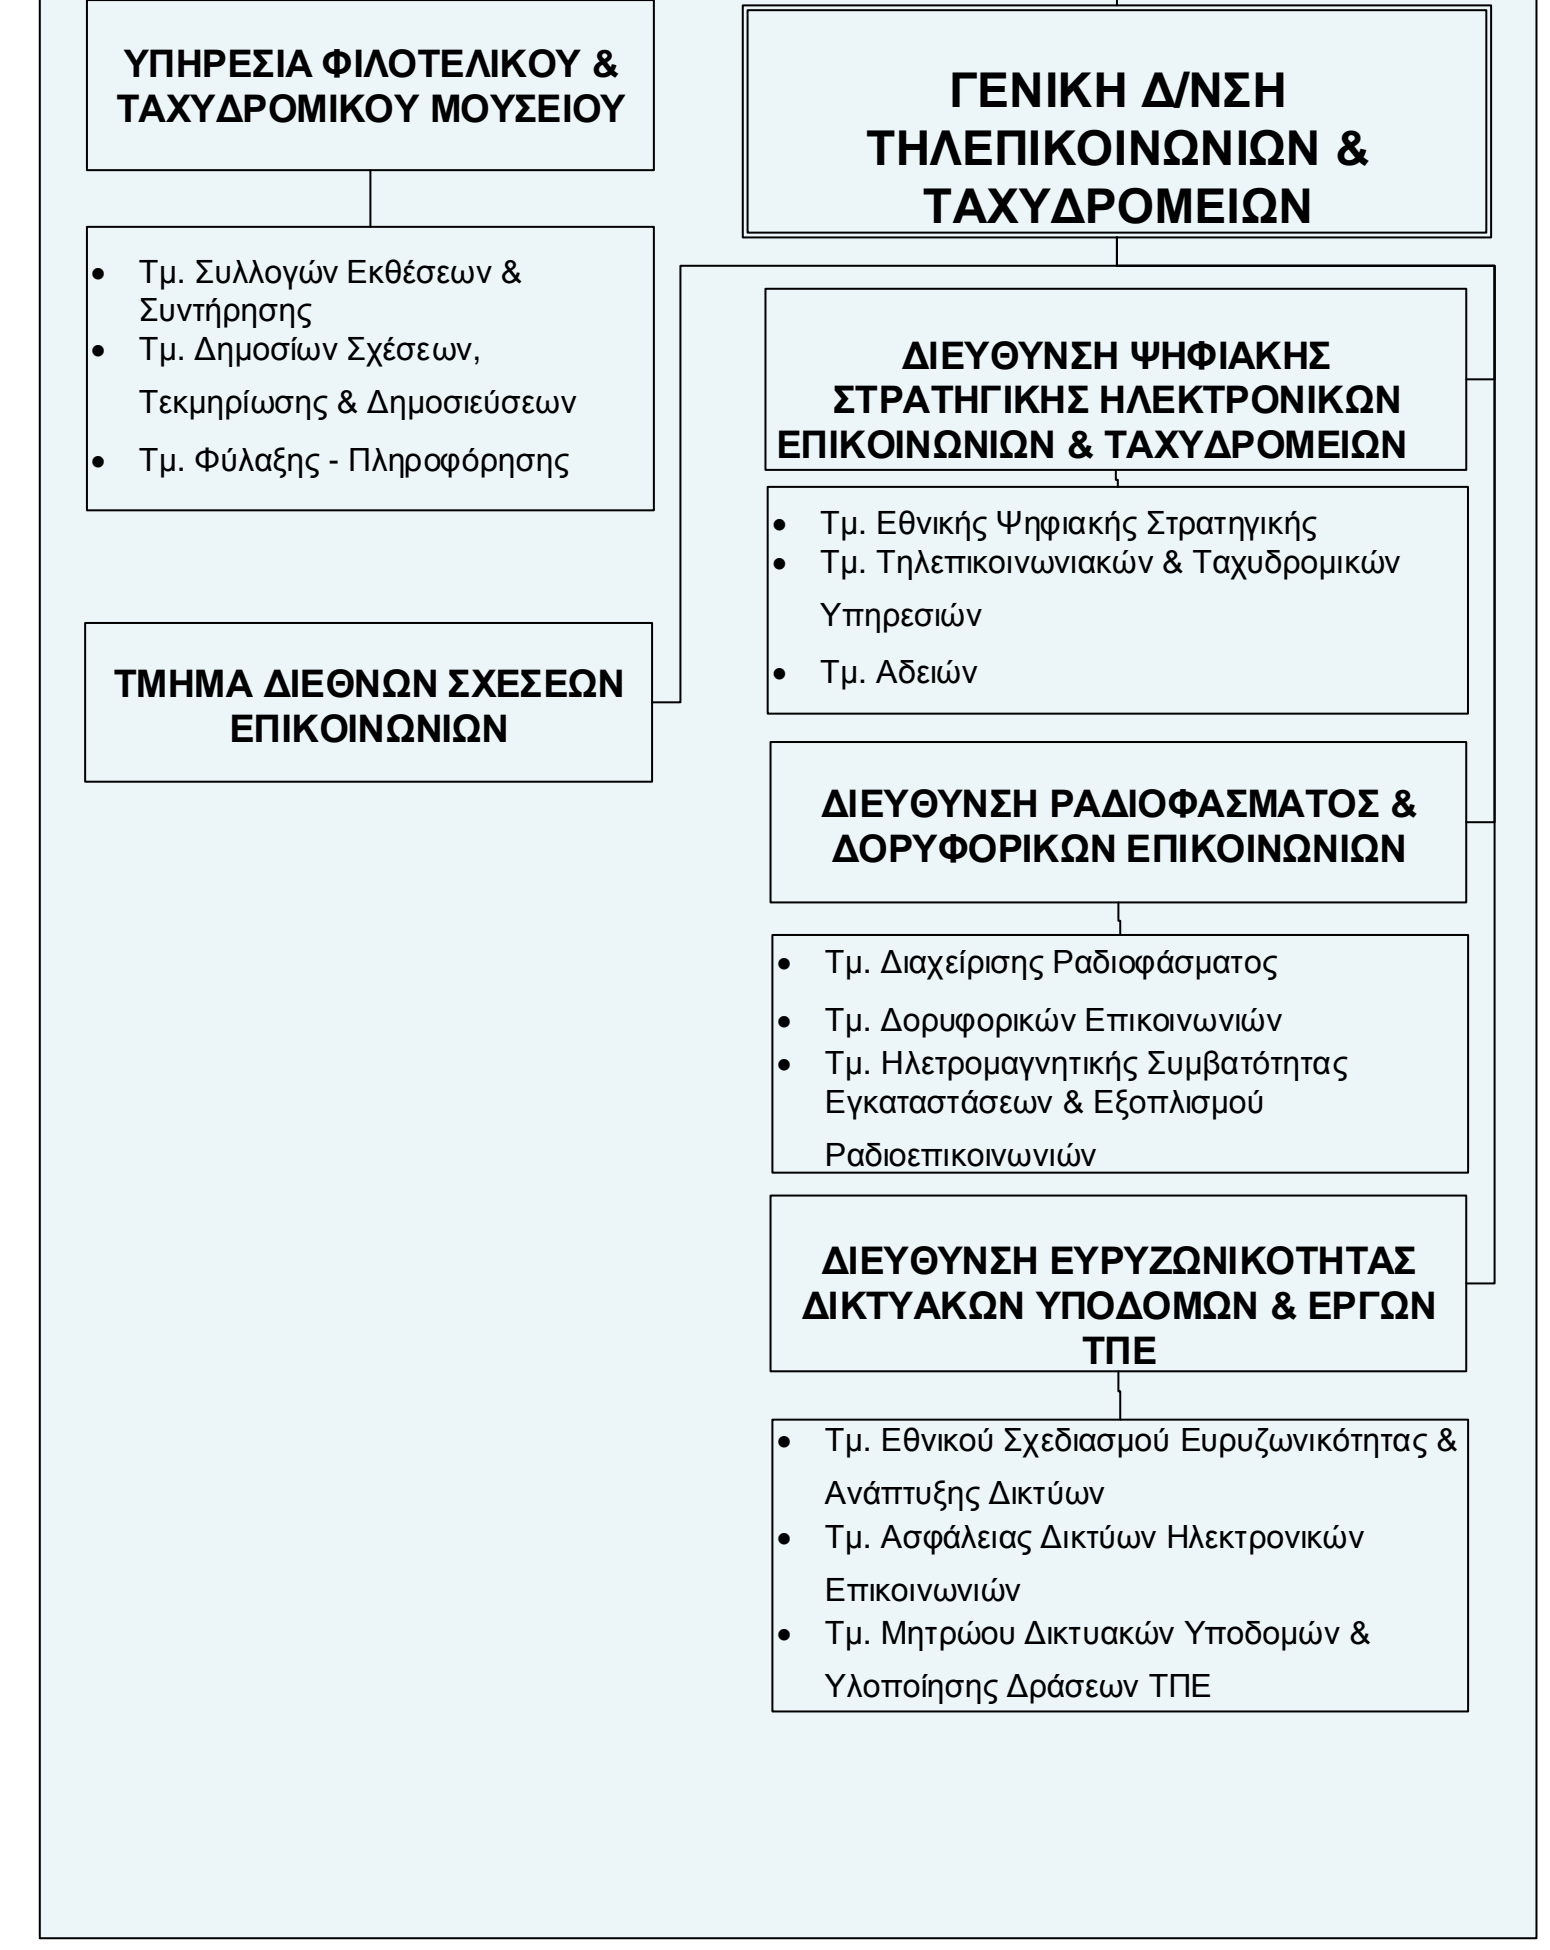 ΥΠΗΡΕΣΙΑ ΦΙΛΟΤΕΛΙΚΟΥ &
ΤΑΧΥΔΡΟΜΙΚΟΥ ΜΟΥΣΕΙΟΥ
Τμ. Συλλογών Εκθέσεων &
Συντήρησης
Τμ. Δημοσίων Σχέσεων,
Τεκμηρίωσης & Δημοσιεύσεων
Τμ. Φύλαξης - Πληροφόρησης
ΤΜΗΜΑ ΔΙΕΘΝΩΝ ΣΧΕΣΕΩΝ
ΕΠΙΚΟΙΝΩΝΙΩΝ
ΓΕΝΙΚΗ Δ/ΝΣΗ
ΤΗΛΕΠΙΚΟΙΝΩΝΙΩΝ &
ΤΑΧΥΔΡΟΜΕΙΩΝ
ΔΙΕΥΘΥΝΣΗ ΨΗΦΙΑΚΗΣ
ΣΤΡΑΤΗΓΙΚΗΣ ΗΛΕΚΤΡΟΝΙΚΩΝ
ΕΠΙΚΟΙΝΩΝΙΩΝ & ΤΑΧΥΔΡΟΜΕΙΩΝ
Τμ. Εθνικής Ψηφιακής Στρατηγικής
Τμ. Τηλεπικοινωνιακών & Ταχυδρομικών
Υπηρεσιών
Τμ. Αδειών
ΔΙΕΥΘΥΝΣΗ ΡΑΔΙΟΦΑΣΜΑΤΟΣ &
ΔΟΡΥΦΟΡΙΚΩΝ ΕΠΙΚΟΙΝΩΝΙΩΝ
Τμ. Διαχείρισης Ραδιοφάσματος
Τμ. Δορυφορικών Επικοινωνιών
Τμ. Ηλετρομαγνητικής Συμβατότητας
Εγκαταστάσεων & Εξοπλισμού
Ραδιοεπικοινωνιών
ΔΙΕΥΘΥΝΣΗ ΕΥΡΥΖΩΝΙΚΟΤΗΤΑΣ
ΔΙΚΤΥΑΚΩΝ ΥΠΟΔΟΜΩΝ & ΕΡΓΩΝ
ΤΠΕ
Τμ. Εθνικού Σχεδιασμού Ευρυζωνικότητας &
Ανάπτυξης Δικτύων
Τμ. Ασφάλειας Δικτύων Ηλεκτρονικών
Επικοινωνιών
Τμ. Μητρώου Δικτυακών Υποδομών &
Υλοποίησης Δράσεων ΤΠΕ